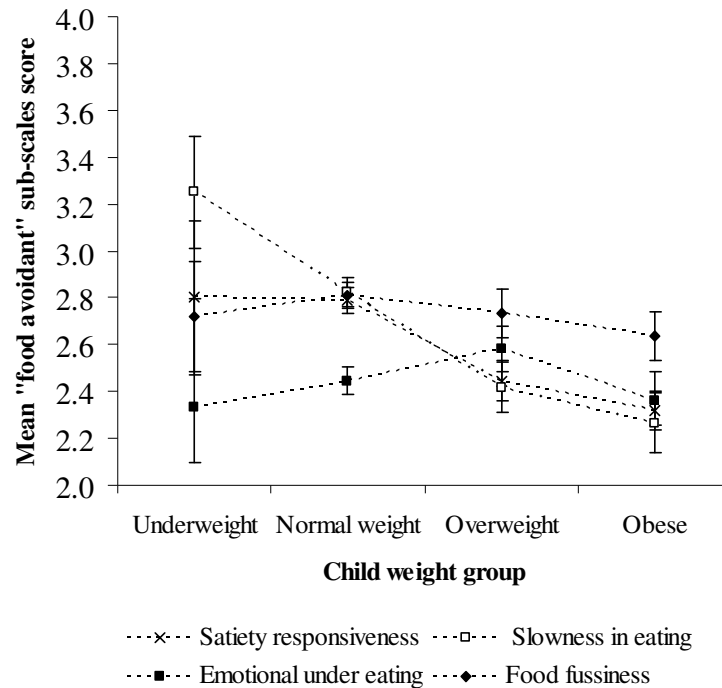 Mean "food avoidant" sub-scales score
4.0
3.8
3.6
3.4
3.2
3.0
2.8
2.6
2.4
2.2
2.0
Underweight Normal weight Overweight Obese
Child weight group
Satiety responsiveness Slowness in eating
Emotional under eating Food fussiness